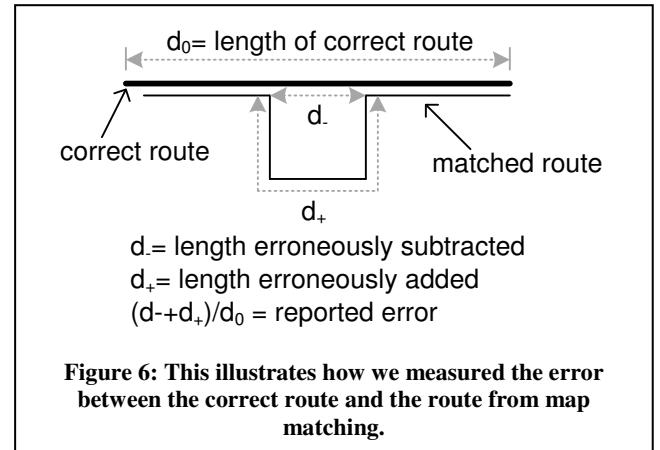 d₀= length of correct route
d₋
correct route
matched route
d₊
d₋= length erroneously subtracted
d₊= length erroneously added
(d-+d₊)/d₀ = reported error
Figure 6: This illustrates how we measured the error
between the correct route and the route from map
matching.